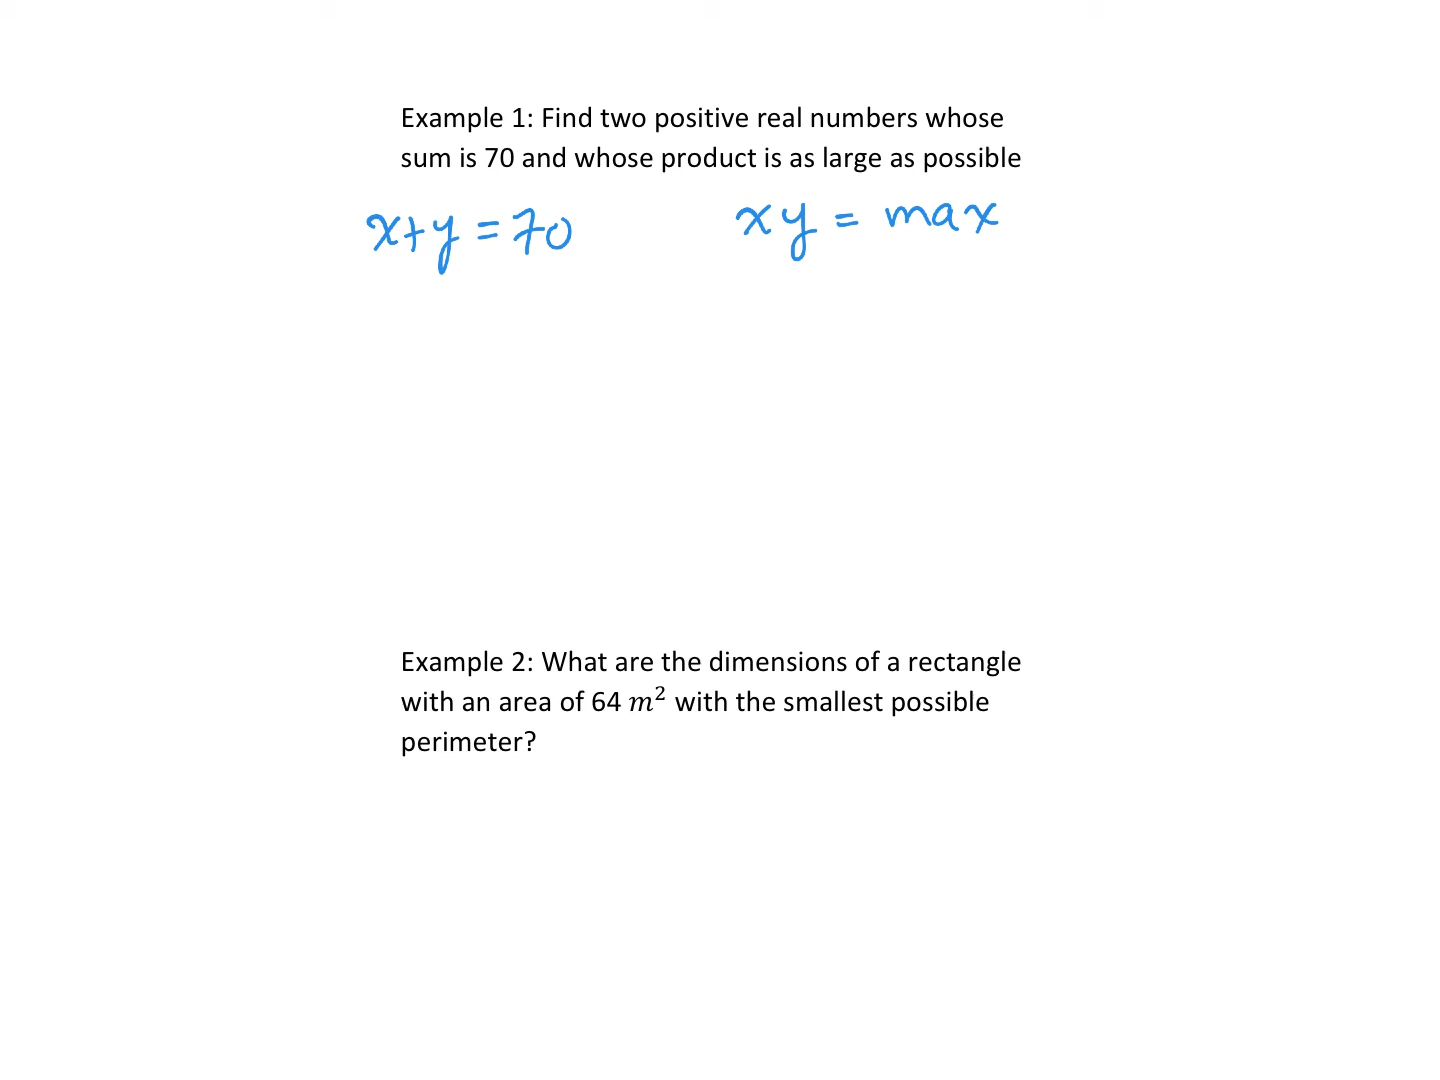 Example 1: Find two positive real numbers whose
sum is 70 and whose product is as large as possible
x+y=70 xy = max
Example 2: What are the dimensions of a rectangle
with an area of 64 m² with the smallest possible
perimeter?